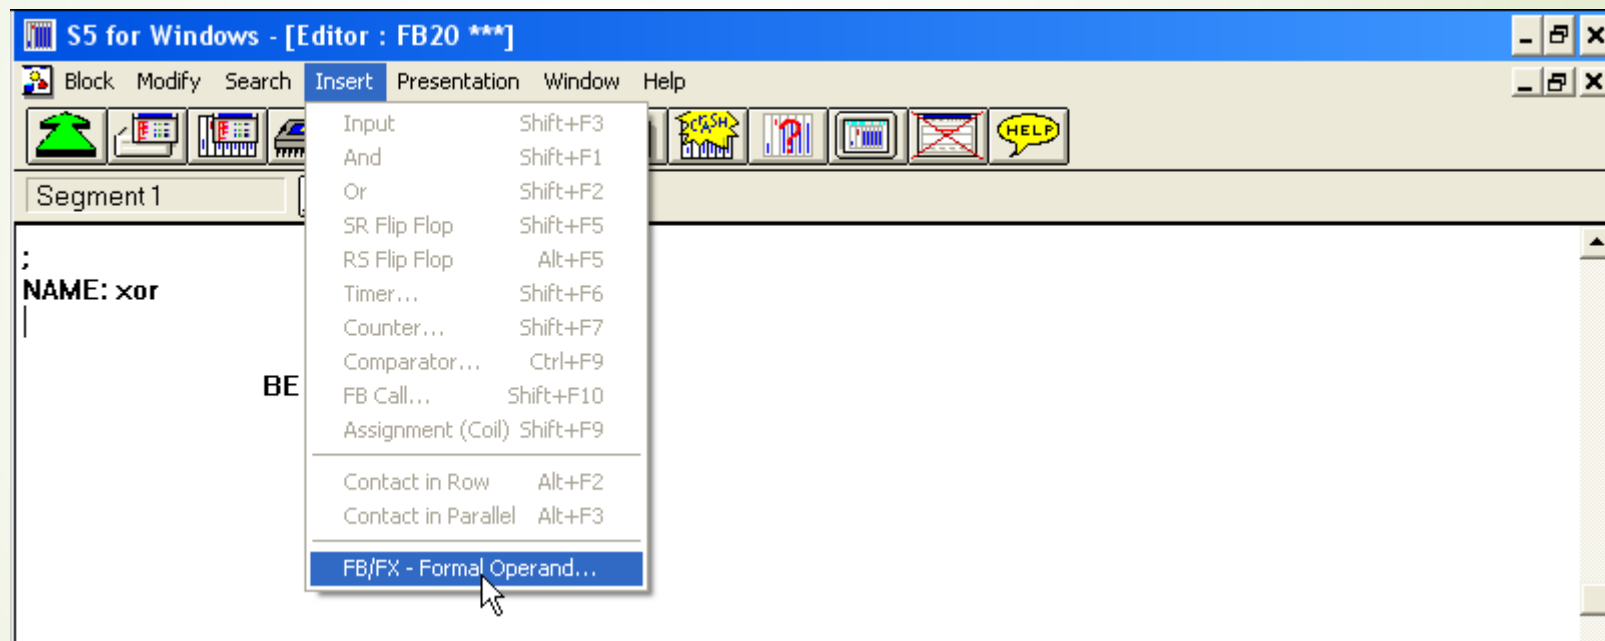 S5 for Windows - [Editor : FB20 ***]
Block Modify Search Insert Presentation Window Help
HELP
Segment 1
Input Shift+F3
And Shift+F1
Or Shift+F2
SR Flip Flop Shift+F5
RS Flip Flop Alt+F5
Timer... Shift+F6
Counter... Shift+F7
Comparator... Ctrl+F9
FB Call... Shift+F10
Assignment (Coil) Shift+F9
Contact in Row Alt+F2
Contact in Parallel Alt+F3
FB/FX - Formal Operand...
;
NAME: xor
BE